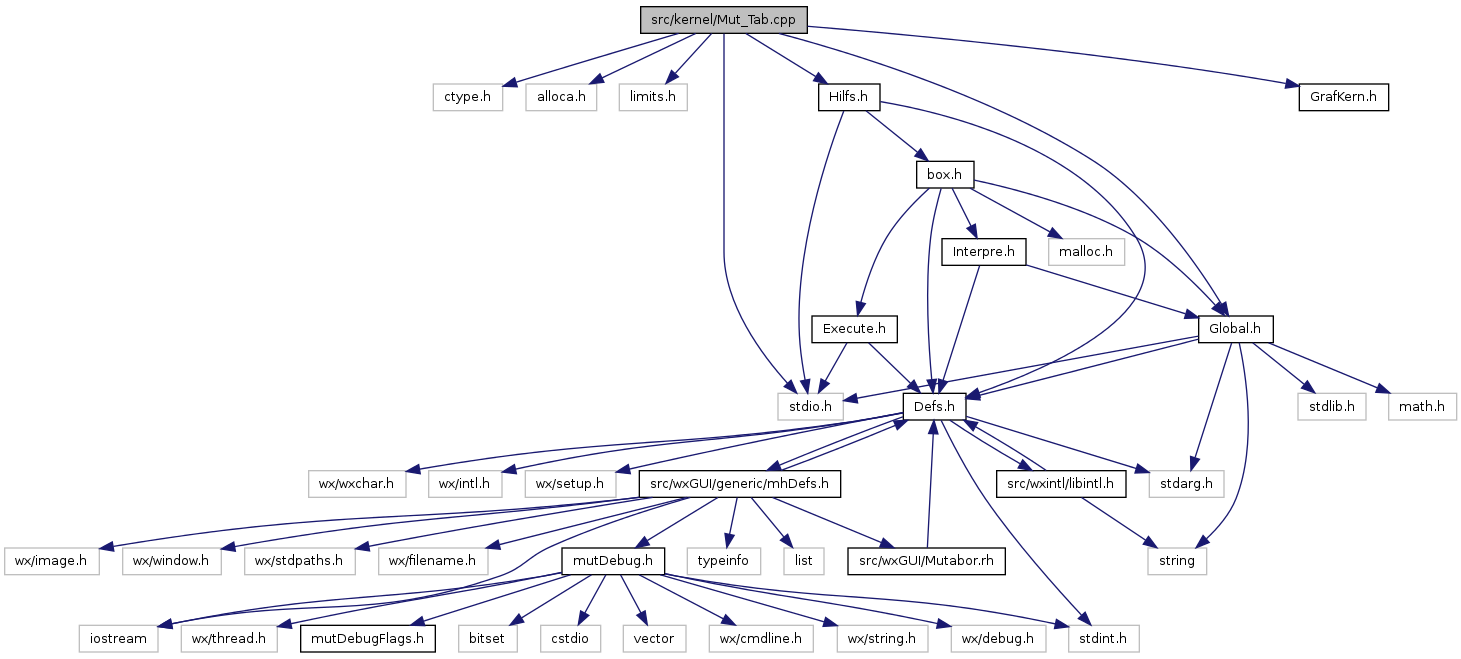 src/kernel/Mut_Tab.cpp
ctype.h
alloca.h
limits.h
Hilfs.h
GrafKern.h
box.h
Interpre.h
malloc.h
Execute.h
Global.h
stdio.h
Defs.h
stdlib.h
math.h
wx/wxchar.h
wx/intl.h
wx/setup.h
src/wxGUI/generic/mhDefs.h
src/wxintl/libintl.h
stdarg.h
wx/image.h
wx/window.h
wx/stdpaths.h
wx/filename.h
mutDebug.h
typeinfo
list
src/wxGUI/Mutabor.rh
string
iostream
wx/thread.h
mutDebugFlags.h
bitset
cstdio
vector
wx/cmdline.h
wx/string.h
wx/debug.h
stdint.h